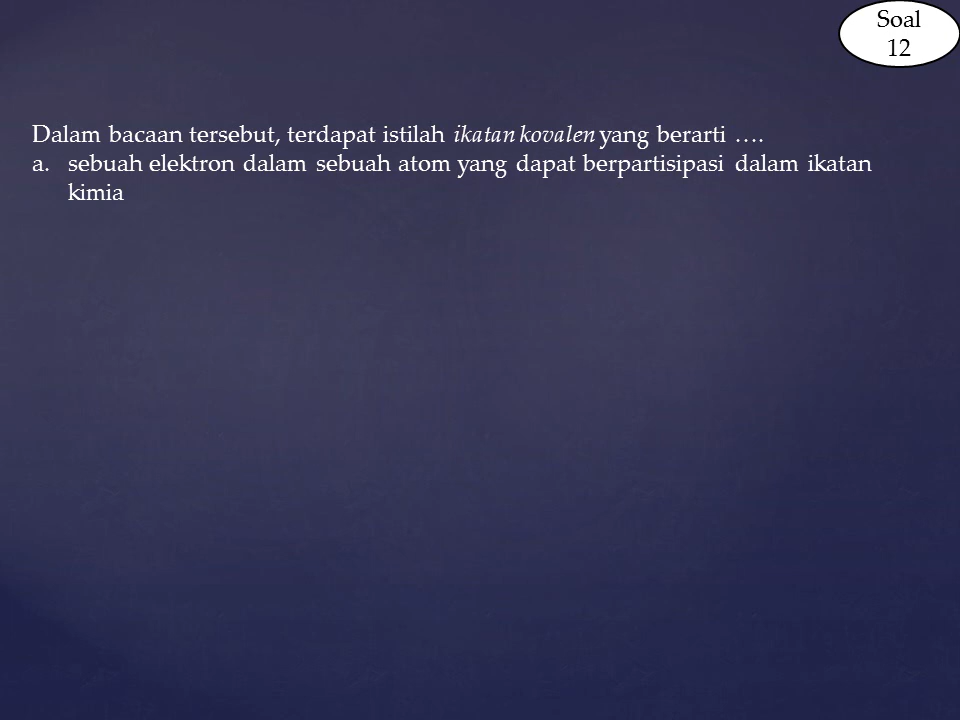 Soal
12
Dalam bacaan tersebut, terdapat istilah ikatan kovalen yang berarti ….
a. sebuah elektron dalam sebuah atom yang dapat berpartisipasi dalam ikatan
kimia